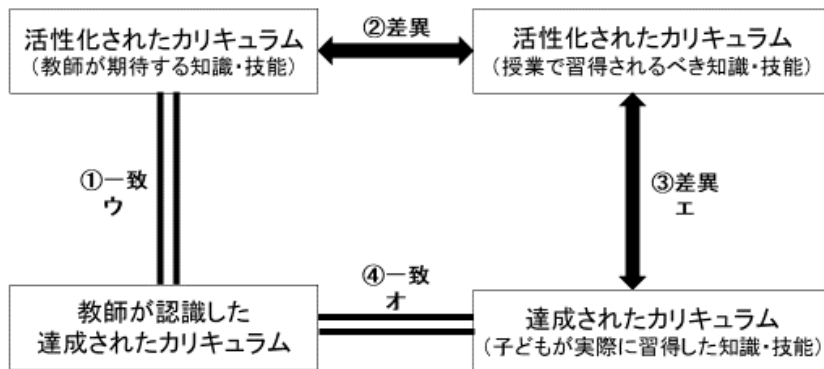 活性化されたカリキュラム
(教師が期待する知識・技能)
②差異
活性化されたカリキュラム
(授業で習得されるべき知識・技能)
①一致
ウ
③差異
エ
④一致
オ
教師が認識した
達成されたカリキュラム
達成されたカリキュラム
(子どもが実際に習得した知識・技能)